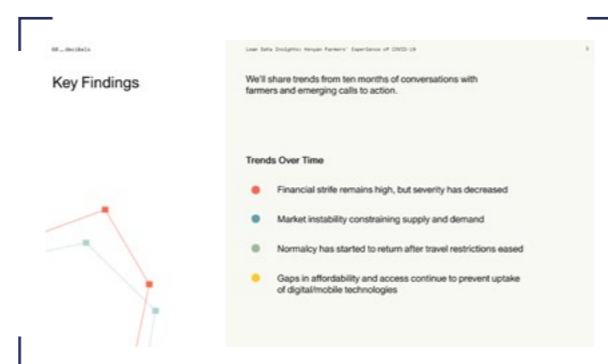 60__decibels
Lean Data Insights: Kenyan Farmers' Experience of COVID-19
Key Findings
We'll share trends from ten months of conversations with
farmers and emerging calls to action.
Trends Over Time
Financial strife remains high, but severity has decreased
Market instability constraining supply and demand
Normalcy has started to return after travel restrictions eased
Gaps in affordability and access continue to prevent uptake
of digital/mobile technologies